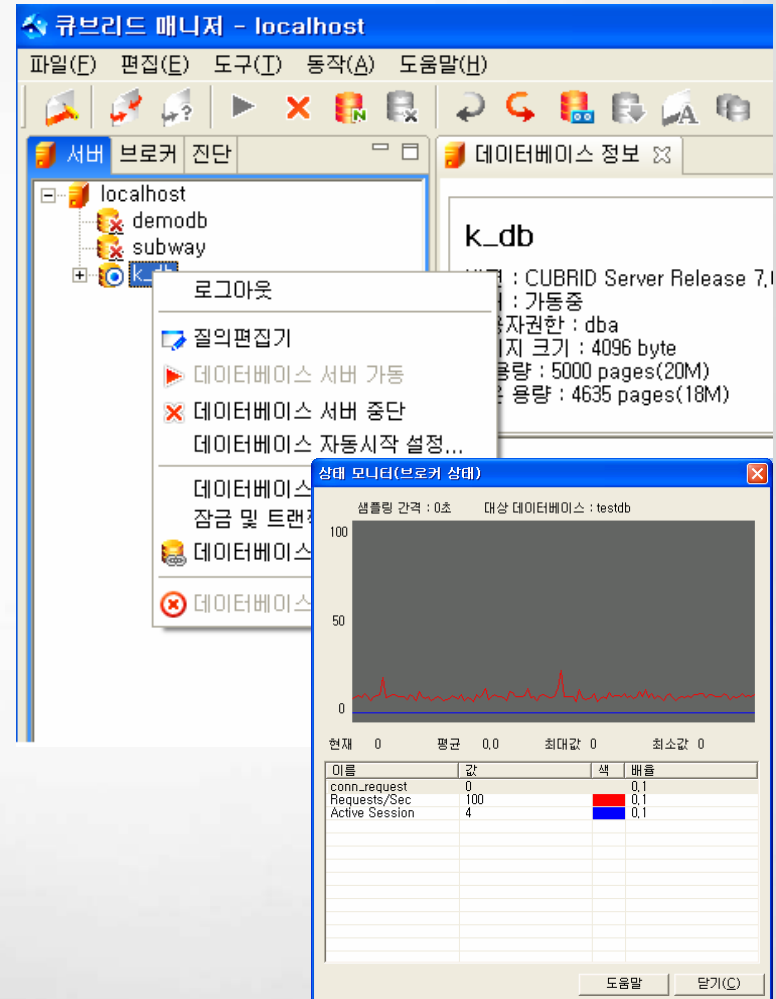 큐브리드 매니저 - localhost
파일(F) 편집(E) 도구(T) 동작(A) 도움말(H)
서버 브로커 진단
데이터베이스 정보
localhost
demodb
subway
k_db
: CUBRID Server Release 7.
: 가동중
자권한 : dba
지 크기 : 4096 byte
용량 : 5000 pages(20M)
용량 : 4635 pages(18M)
로그아웃
질의편집기
데이터베이스 서버 가동
데이터베이스 서버 중단
데이터베이스 자동시작 설정...
데이터베이스
잠금 및 트랜
데이터베이스
데이터베이스
상태 모니터(브로커 상태)
샘플링 간격 : 0초 대상 데이터베이스 : testdb
100
50
0
현재 0 평균 0.0 최대값 0 최소값 0
이름 값 색 배율
conn_request 0 0.1
Requests/Sec 100 0.1
Active Session 4 0.1
도움말 닫기(C)